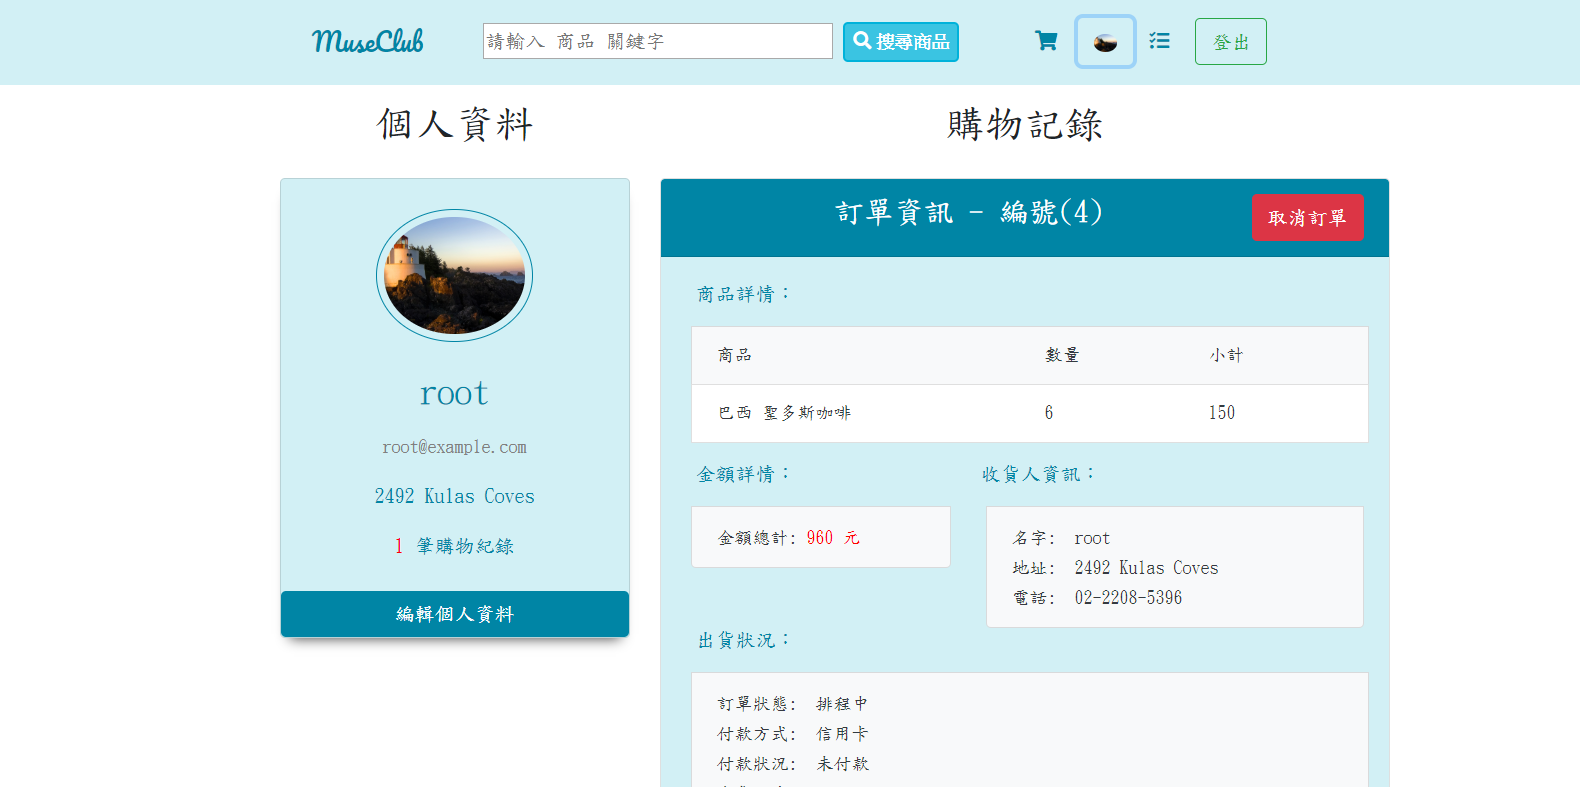 MuseClub
請輸入 商品 關鍵字
搜尋商品
登出
個人資料
購物記錄
root
root@example.com
2492 Kulas Coves
1 筆購物紀錄
編輯個人資料
訂單資訊 - 編號(4)
取消訂單
商品詳情：
商品 數量 小計
巴西 聖多斯咖啡 6 150
金額詳情：
金額總計: 960 元
收貨人資訊：
名字: root
地址: 2492 Kulas Coves
電話: 02-2208-5396
出貨狀況：
訂單狀態: 排程中
付款方式: 信用卡
付款狀況: 未付款